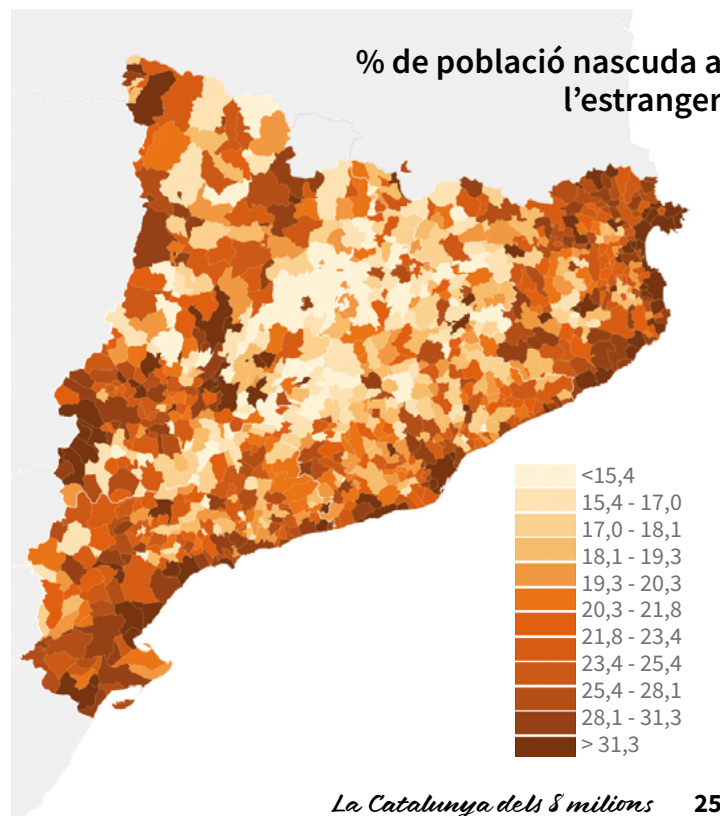 % de població nascuda a
l'estranger
<15,4
15,4 - 17,0
17,0 - 18,1
18,1 - 19,3
19,3 - 20,3
20,3 - 21,8
21,8 - 23,4
23,4 - 25,4
25,4 - 28,1
28,1 - 31,3
> 31,3
La Catalunya dels 8 milions 25